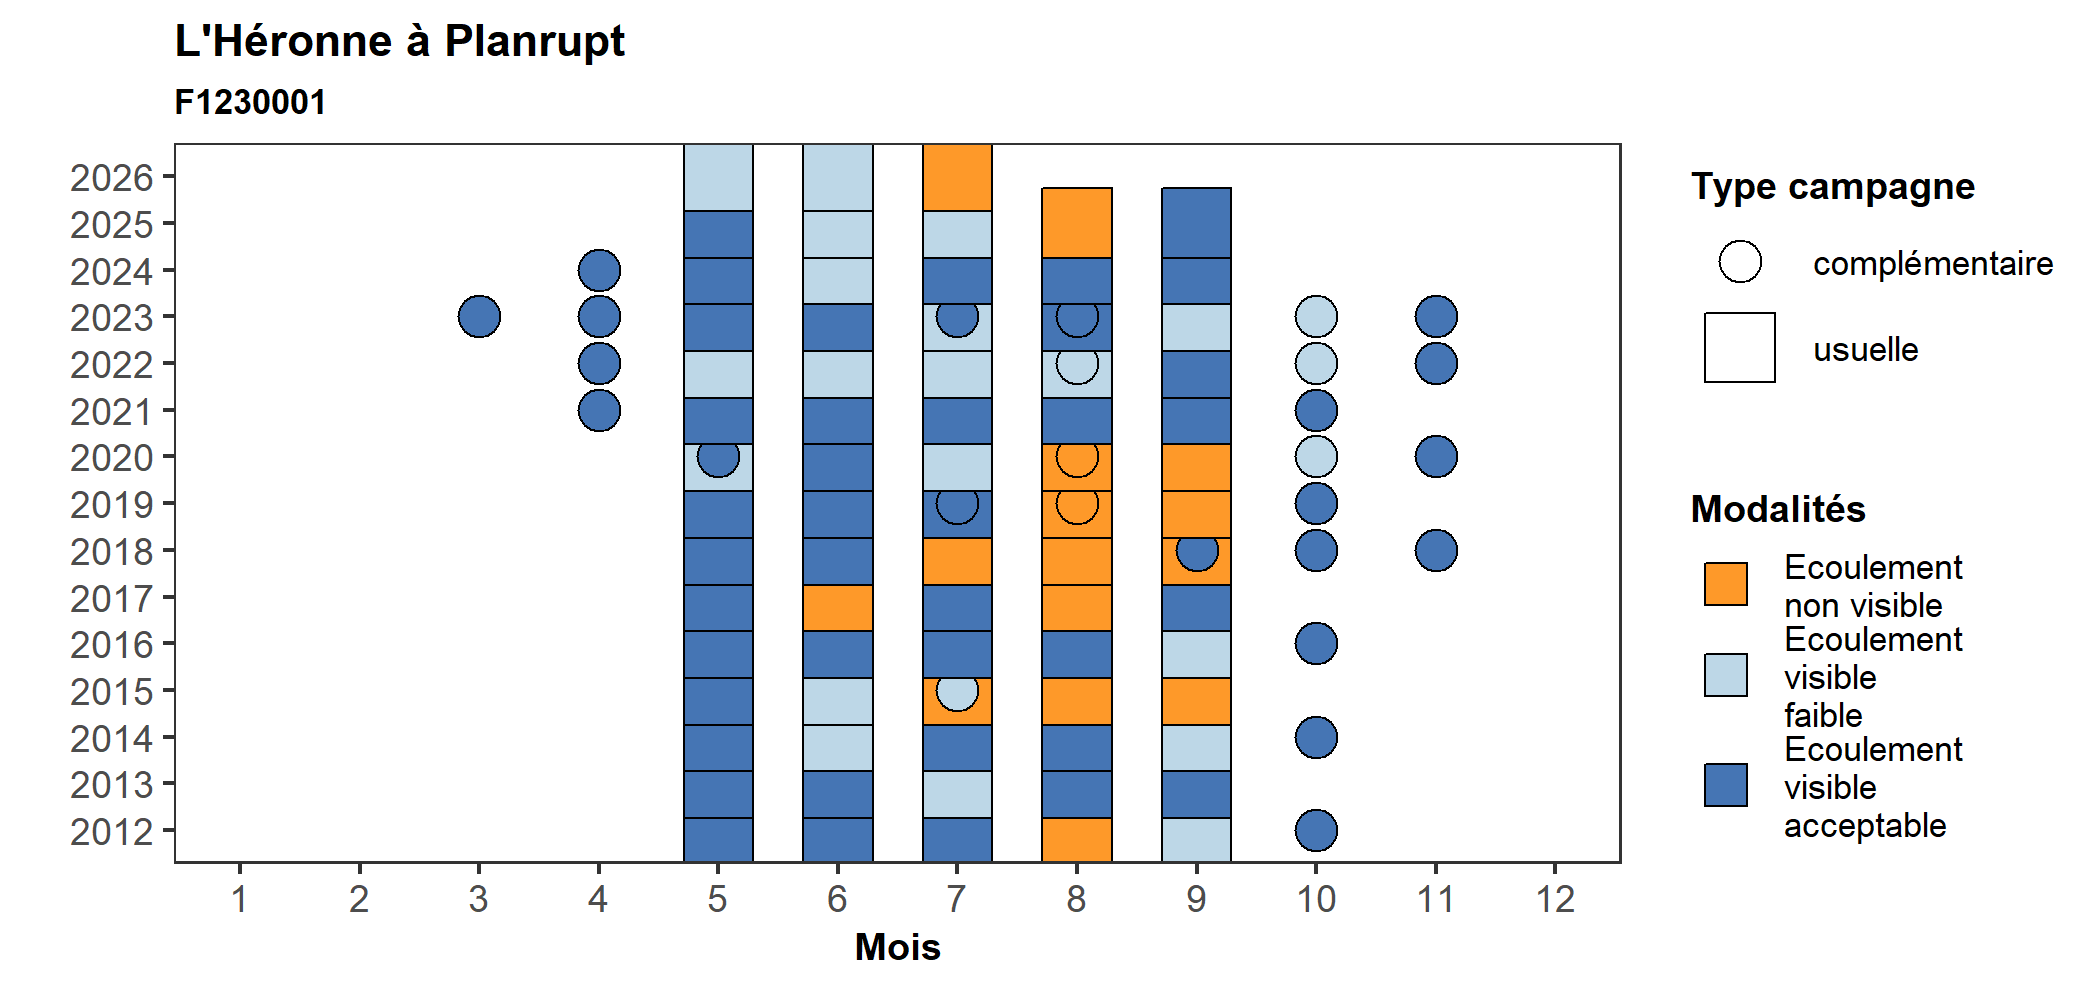 L'Héronne à Planrupt
F1230001
2026
2025
2024
2023
2022
2021
2020
2019
2018
2017
2016
2015
2014
2013
2012
1 2 3 4 5 6 7 8 9 10 11 12
Mois
Type campagne
complémentaire
usuelle
Modalités
Ecoulement
non visible
Ecoulement
visible
faible
Ecoulement
visible
acceptable